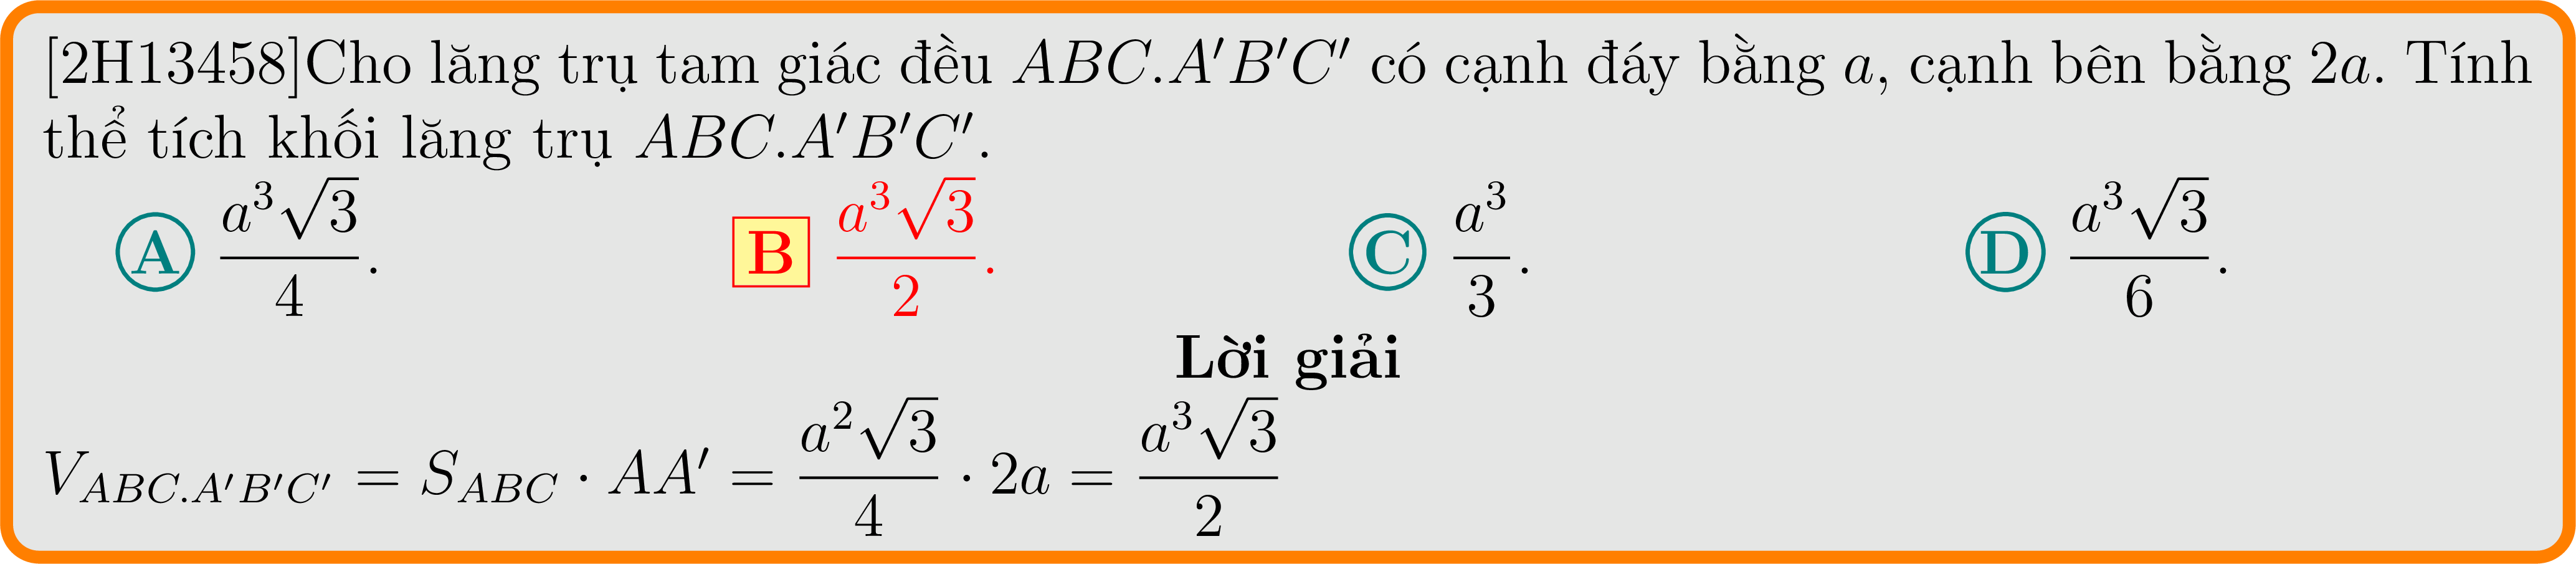 [2H13458]Cho lăng trụ tam giác đều $ABC.A'B'C'$ có cạnh đáy bằng $a$, cạnh bên bằng $2a$. Tính
thể tích khối lăng trụ $ABC.A'B'C'$.
A $\frac{a^3\sqrt{3}}{4}$. B $\frac{a^3\sqrt{3}}{2}$. C $\frac{a^3}{3}$. D $\frac{a^3\sqrt{3}}{6}$.
Lời giải
$V_{ABC.A'B'C'} = S_{ABC} \cdot AA' = \frac{a^2\sqrt{3}}{4} \cdot 2a = \frac{a^3\sqrt{3}}{2}$